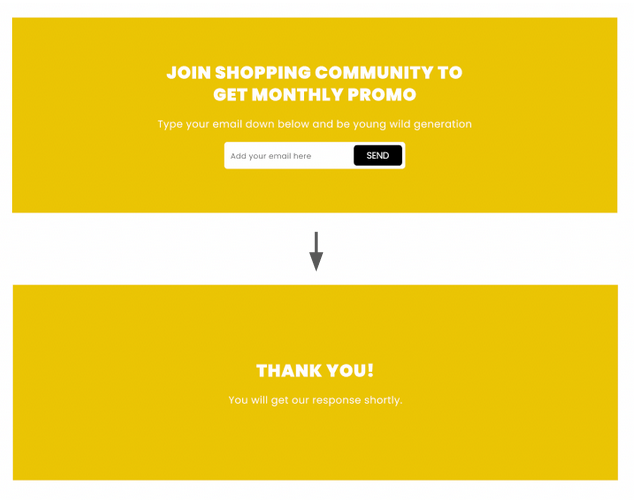 JOIN SHOPPING COMMUNITY TO
GET MONTHLY PROMO
Type your email down below and be young wild generation
Add your email here
SEND
THANK YOU!
You will get our response shortly.